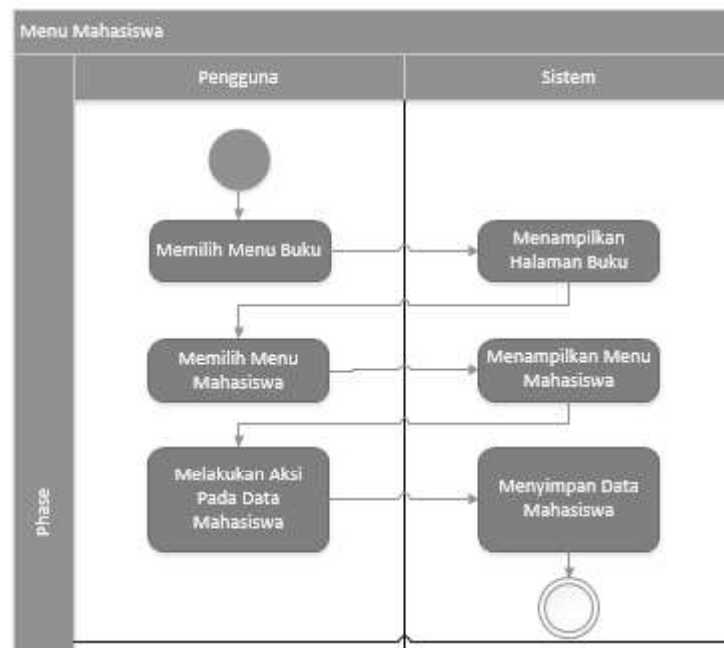 Menu Mahasiswa
Pengguna
Sistem
Memilih Menu Buku
Menampilkan
Halaman Buku
Memilih Menu
Mahasiswa
Menampilkan Menu
Mahasiswa
Melakukan Aksi
Pada Data
Mahasiswa
Menyimpan Data
Mahasiswa
Phase